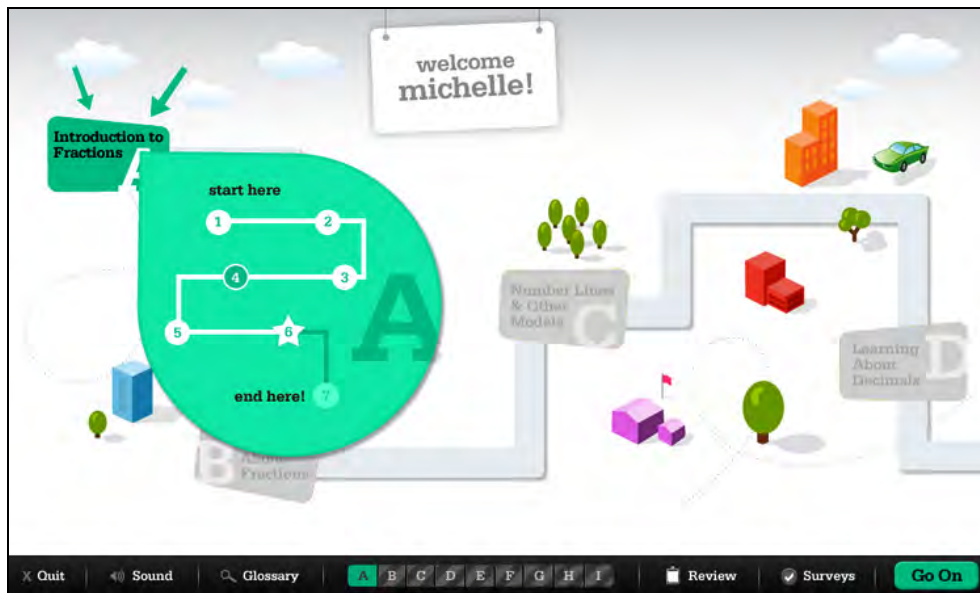 welcome
michelle!
Introduction to
Fractions
A
start here
1
2
4
3
A
5
6
end here!
7
Number Lines
& Other
Models
C
Learning
About
Decimals
B
Fractions
X Quit
Sound
Glossary
A B C D E F G H I
Review
Surveys
Go On